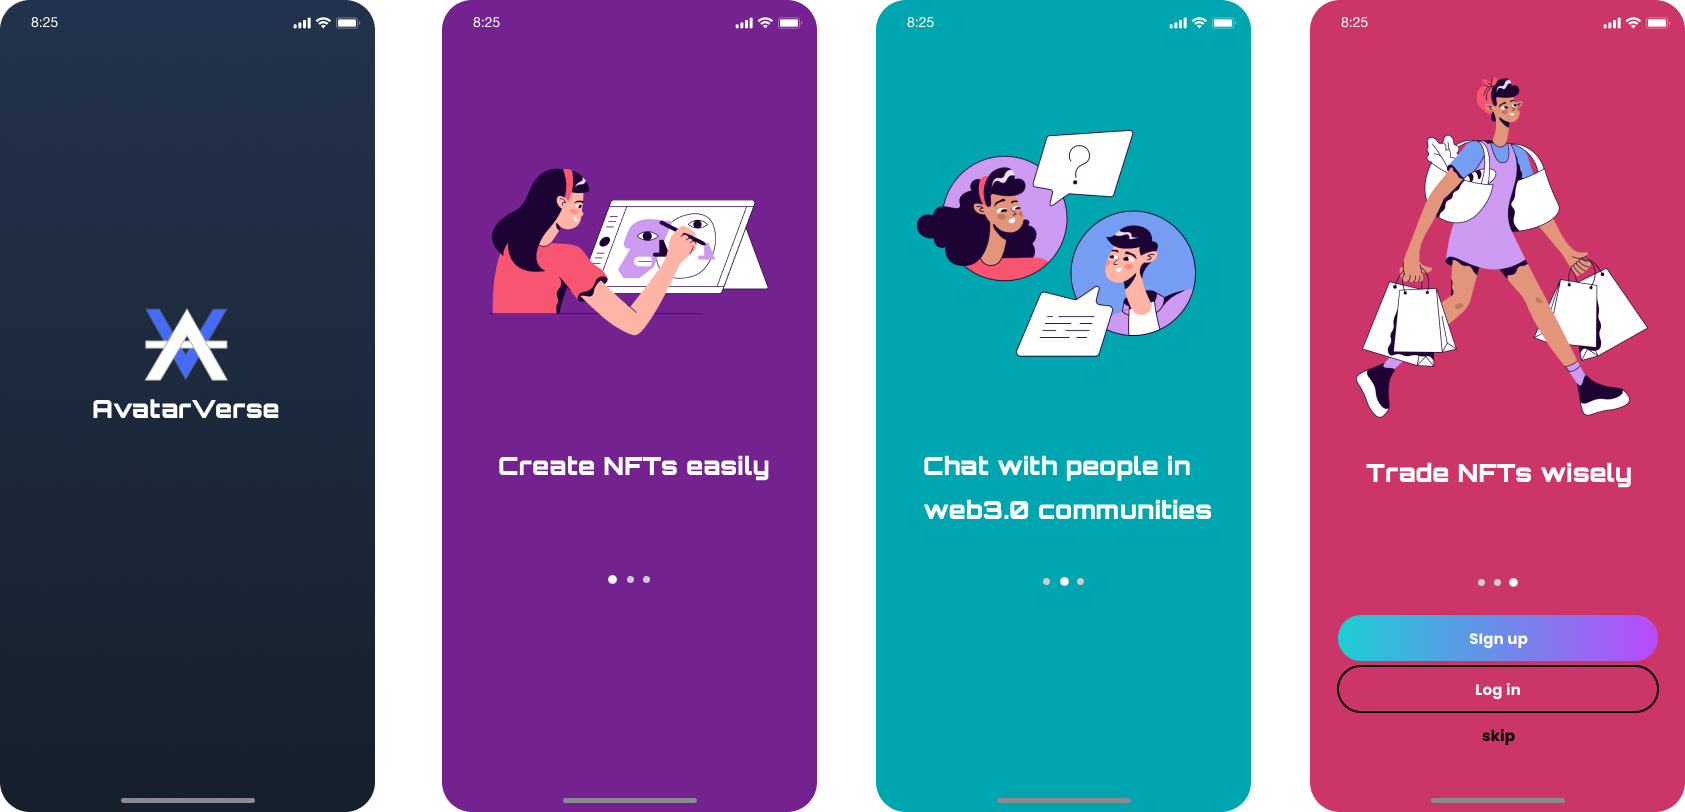 8:25
AvatarVerse
8:25
?
Create NFTs easily
8:25
Chat with people in
web3.0 communities
8:25
Trade NFTs wisely
SIgn up
Log in
skip